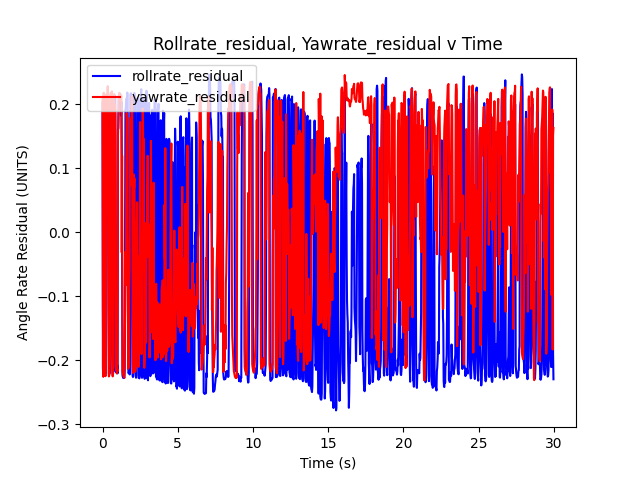 Rollrate_residual, Yawrate_residual v Time
rollrate_residual
yawrate_residual
Angle Rate Residual (UNITS)
0.2
0.1
0.0
−0.1
−0.2
−0.3
0 5 10 15 20 25 30
Time (s)